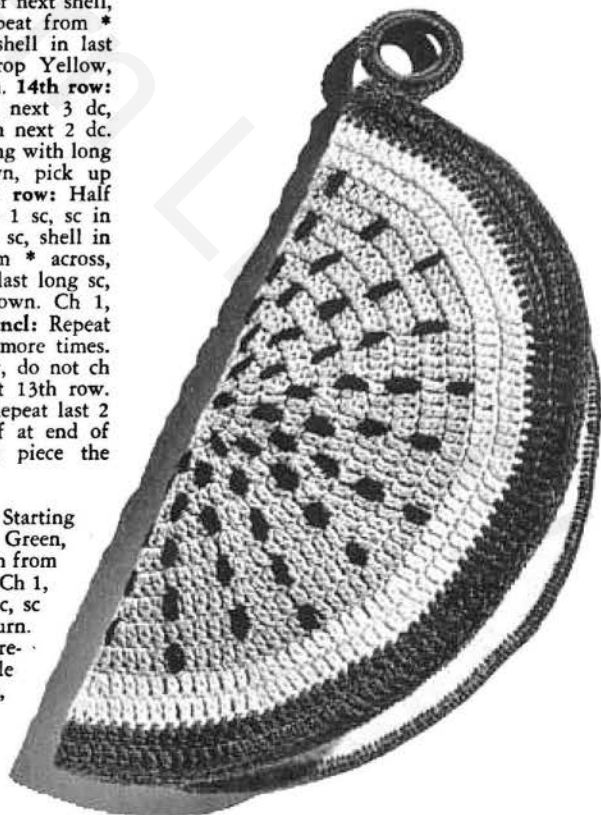 r next shell,
peat from *
shell in last
rop Yellow,
. 14th row:
next 3 dc,
n next 2 dc.
ng with long
wn, pick up
row: Half
1 sc, sc in
sc, shell in
m * across,
last long sc,
own. Ch 1,
ncl: Repeat
more times.
, do not ch
t 13th row.
epeat last 2
f at end of
piece the
Starting
Green,
n from
Ch 1,
c, sc
urn.
re-
le
,